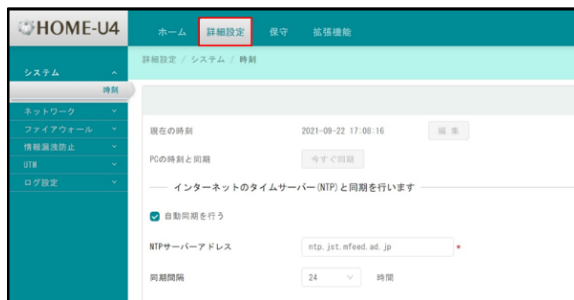 HOME-U4
ホーム 詳細設定 保守 拡張機能
詳細設定 / システム / 時刻
システム
時刻
ネットワーク
ファイアウォール
情報漏洩防止
UTM
ログ設定
現在の時刻 2021-09-22 17:08:16 編集
PCの時刻と同期 今すぐ同期
インターネットのタイムサーバー(NTP)と同期を行います
自動同期を行う
NTPサーバーアドレス ntp.jst.mfeed.ad.jp *
同期間隔 24 時間